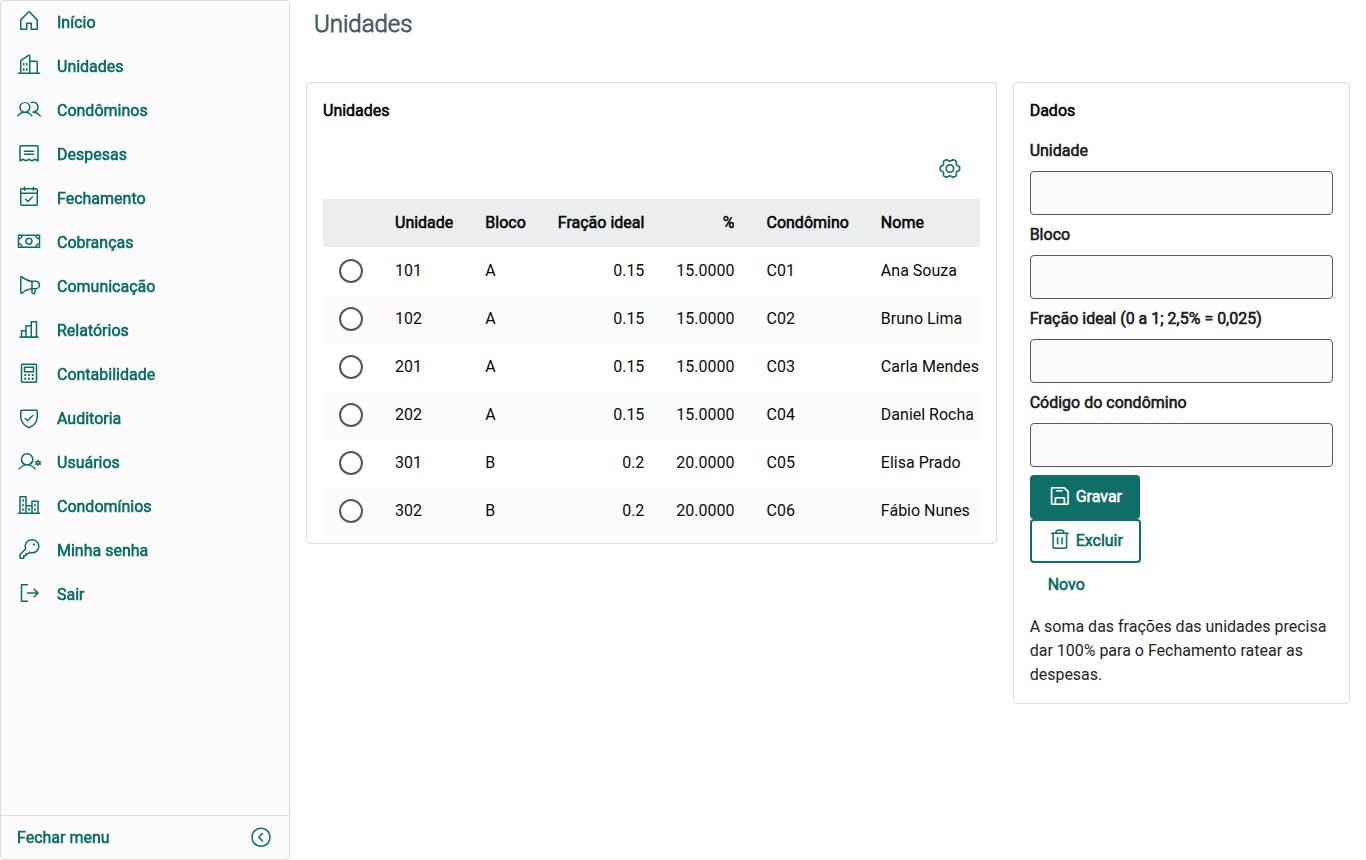 Início
Unidades
Condôminos
Despesas
Fechamento
Cobranças
Comunicação
Relatórios
Contabilidade
Auditoria
Usuários
Condomínios
Minha senha
Sair
Fechar menu
Unidades
Unidades
Unidade Bloco Fração ideal % Condômino Nome
101 A 0.15 15.0000 C01 Ana Souza
102 A 0.15 15.0000 C02 Bruno Lima
201 A 0.15 15.0000 C03 Carla Mendes
202 A 0.15 15.0000 C04 Daniel Rocha
301 B 0.2 20.0000 C05 Elisa Prado
302 B 0.2 20.0000 C06 Fábio Nunes
Dados
Unidade
Bloco
Fração ideal (0 a 1; 2,5% = 0,025)
Código do condômino
Gravar
Excluir
Novo
A soma das frações das unidades precisa
dar 100% para o Fechamento ratear as
despesas.